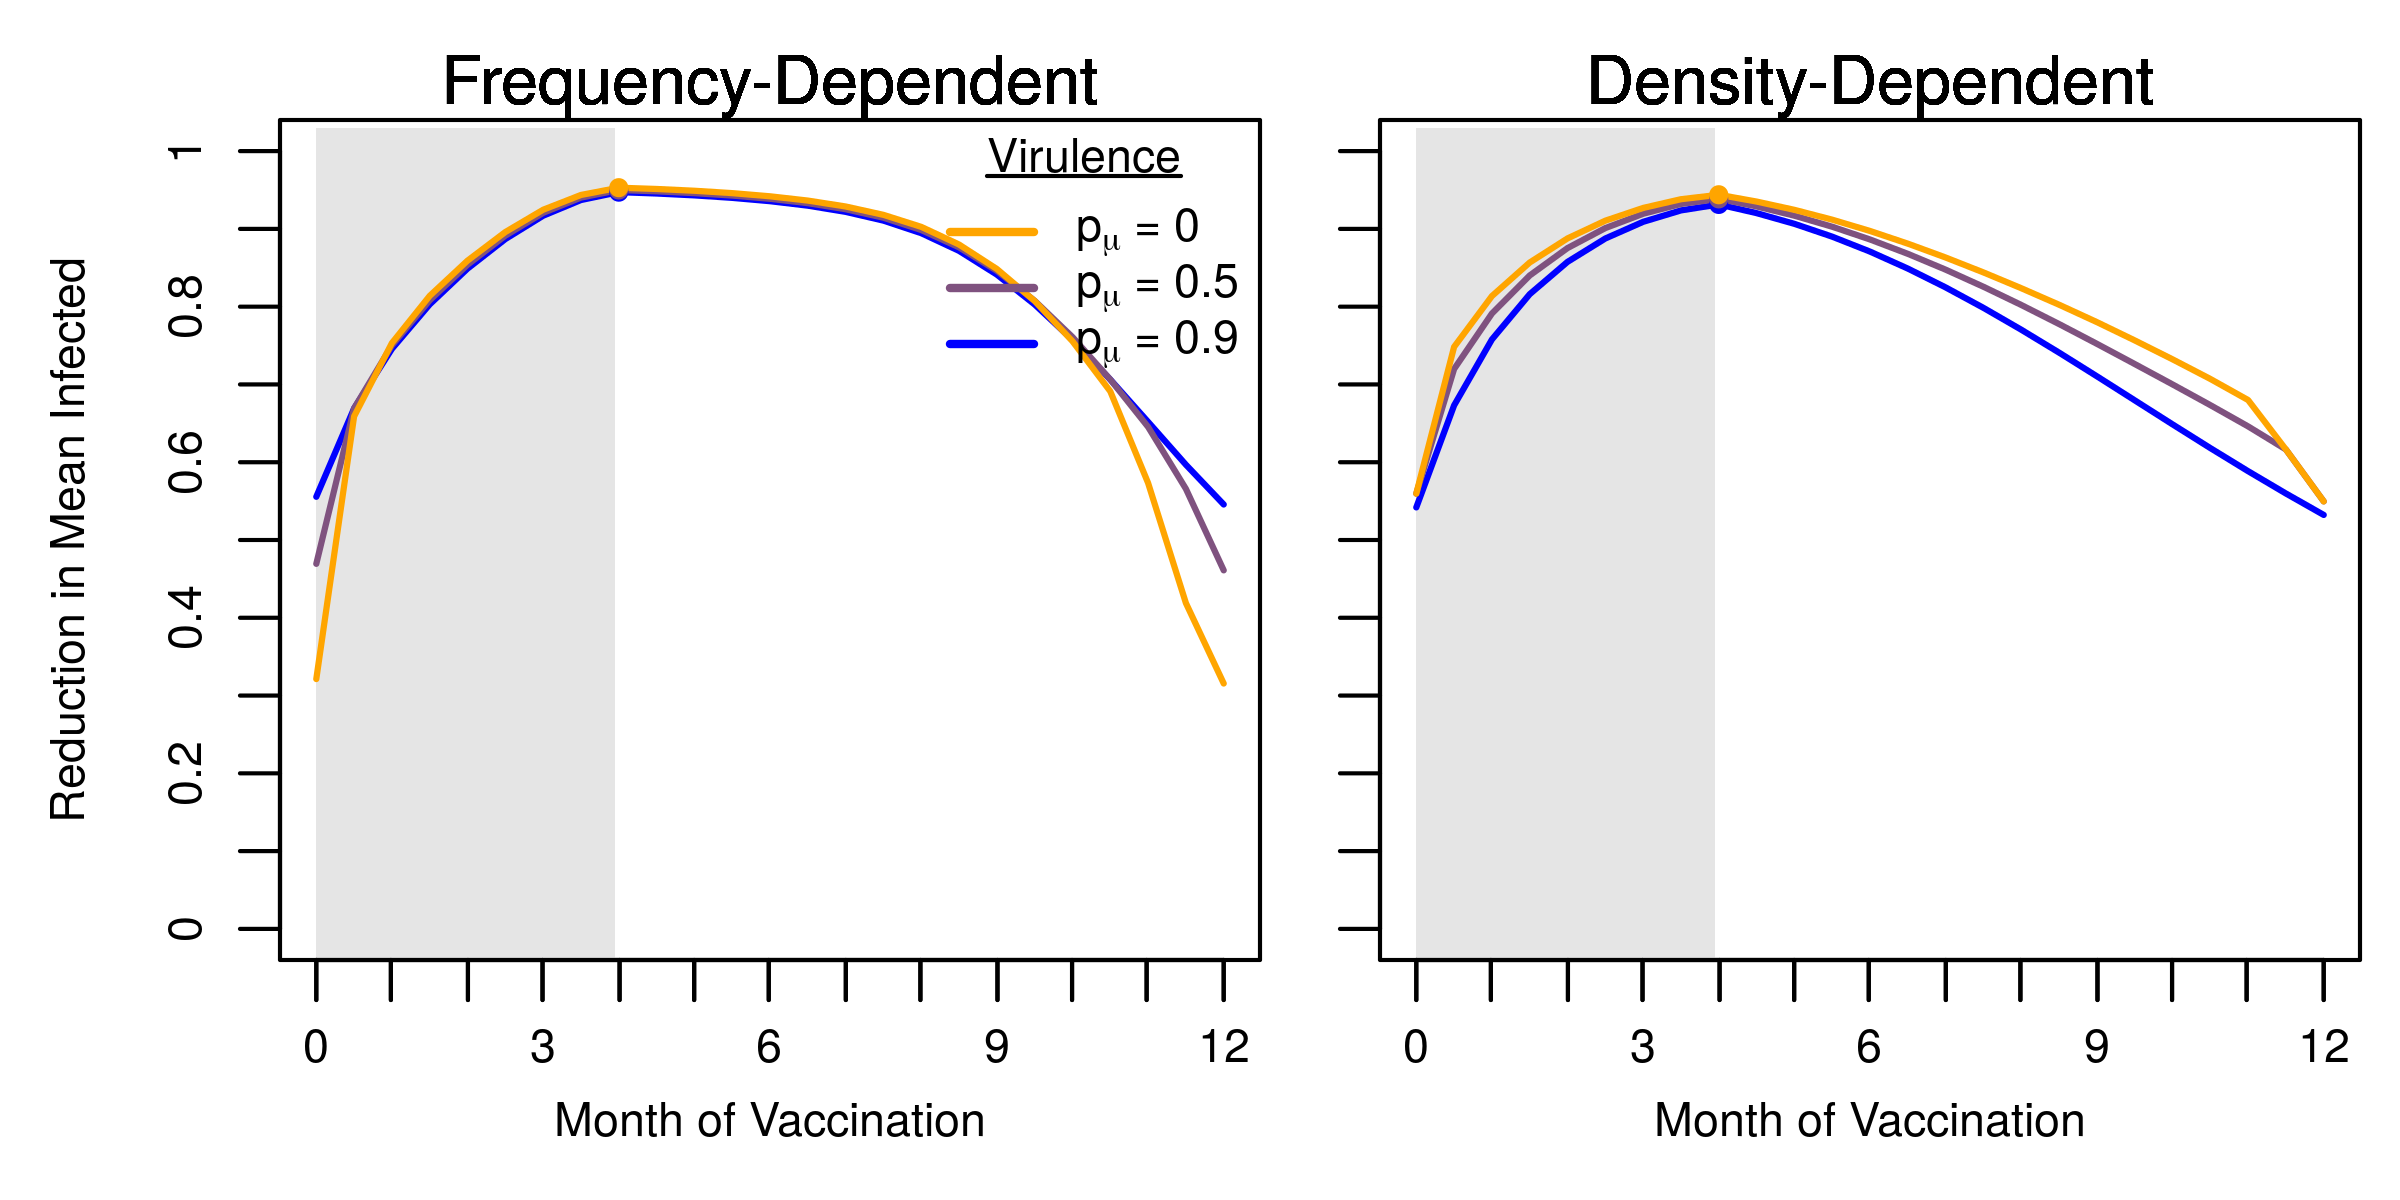 Frequency-Dependent
Density-Dependent
Reduction in Mean Infected
1
0.8
0.6
0.4
0.2
0
Virulence
pμ = 0
pμ = 0.5
pμ = 0.9
0 3 6 9 12
0 3 6 9 12
Month of Vaccination
Month of Vaccination